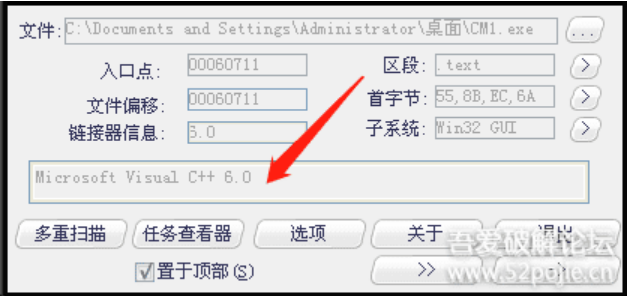 文件: C:\Documents and Settings\Administrator\桌面\CM1.exe ...
入口点: 00060711 区段: .text >
文件偏移: 00060711 首字节: 55,8B,EC,6A >
链接器信息: 6.0 子系统: Win32 GUI >
Microsoft Visual C++ 6.0
多重扫描 任务查看器 选项 关于 退出
置于顶部(S) >> ->
吾爱破解论坛
www.52pojie.cn